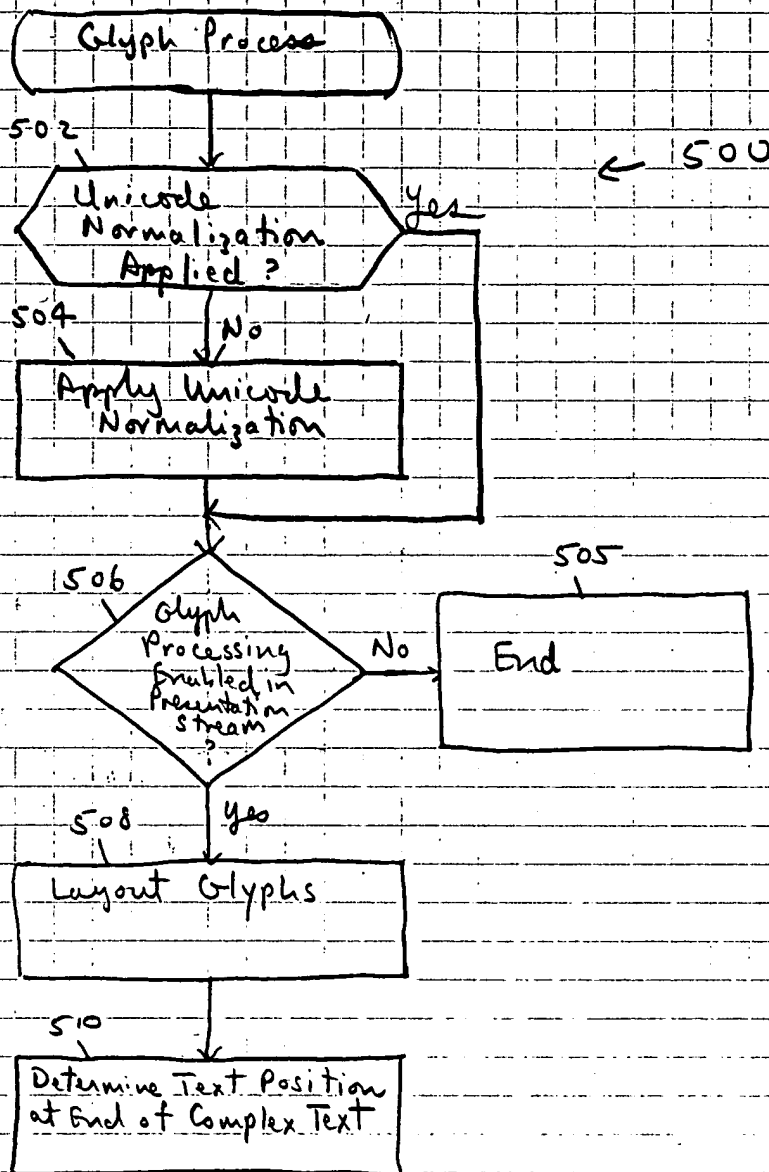 Glyph Process
502
← 500
Unicode
Normalization
Applied ?
Yes
504
No
Apply Unicode
Normalization
505
506
Glyph
Processing
Enabled in
Presentation
Stream
?
No
End
508
Yes
Layout Glyphs
510
Determine Text Position
at End of Complex Text